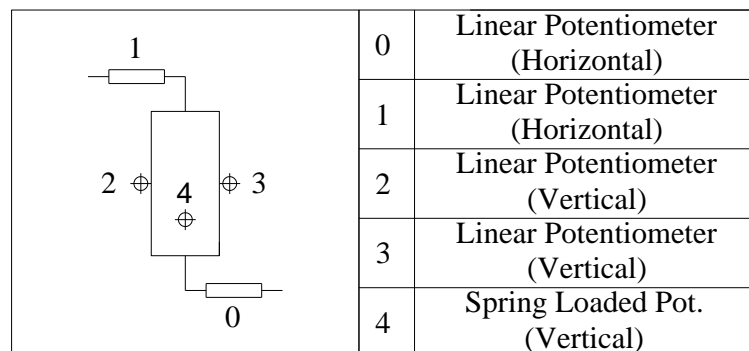 1
2
4
3
0
0
Linear Potentiometer
(Horizontal)
1
Linear Potentiometer
(Horizontal)
2
Linear Potentiometer
(Vertical)
3
Linear Potentiometer
(Vertical)
4
Spring Loaded Pot.
(Vertical)